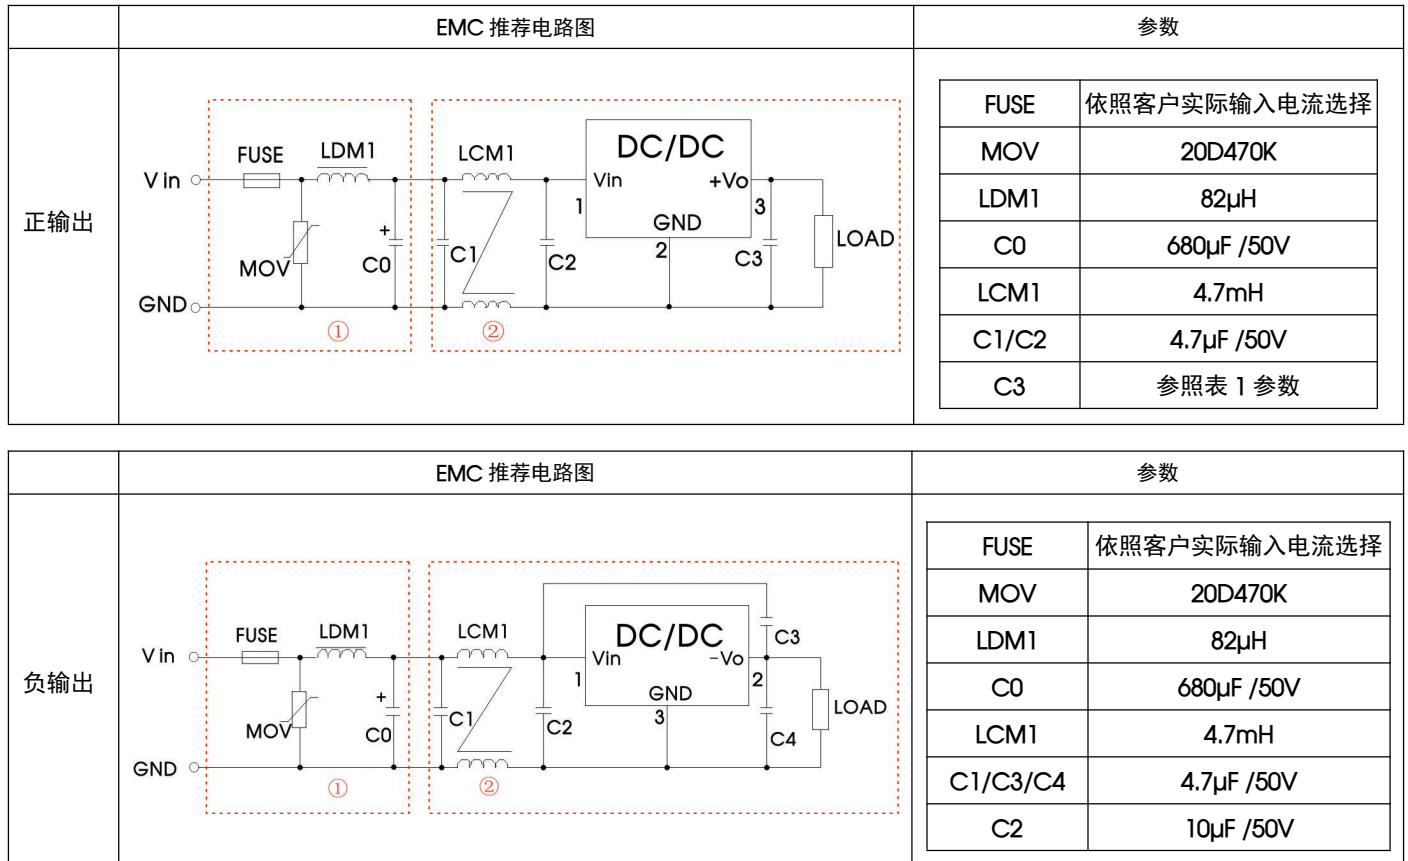 EMC 推荐电路图 参数
正输出
FUSE LDM1 LCM1 DC/DC
Vin Vin +Vo
1 GND 3
2
MOV + C0 C1 C2 C3 LOAD
GND
① ②
FUSE 依照客户实际输入电流选择
MOV 20D470K
LDM1 82µH
C0 680µF /50V
LCM1 4.7mH
C1/C2 4.7µF /50V
C3 参照表 1 参数
EMC 推荐电路图 参数
负输出
FUSE LDM1 LCM1 DC/DC C3
Vin Vin -Vo
1 GND 2
3
MOV + C0 C1 C2 C4 LOAD
GND
① ②
FUSE 依照客户实际输入电流选择
MOV 20D470K
LDM1 82µH
C0 680µF /50V
LCM1 4.7mH
C1/C3/C4 4.7µF /50V
C2 10µF /50V